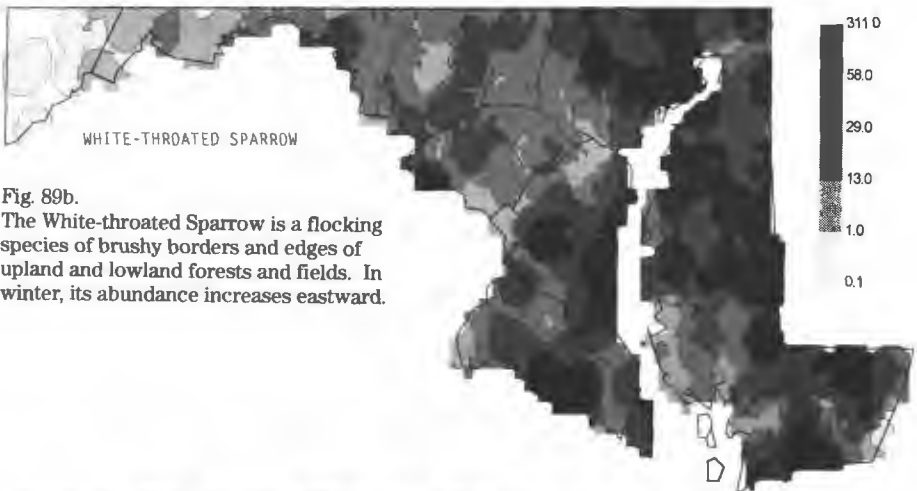 WHITE-THROATED SPARROW
Fig. 89b.
The White-throated Sparrow is a flocking
species of brushy borders and edges of
upland and lowland forests and fields. In
winter, its abundance increases eastward.
311.0
58.0
29.0
13.0
1.0
0.1